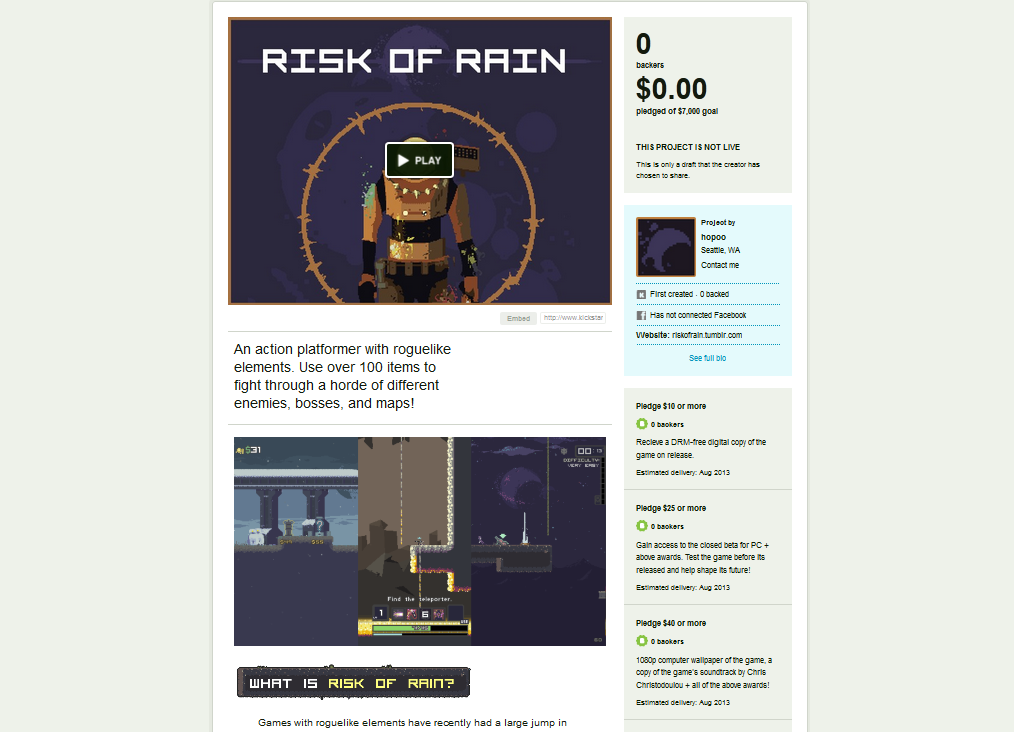 RISK OF RAIN
PLAY
Embed
http://www.kickstar
An action platformer with roguelike
elements. Use over 100 items to
fight through a horde of different
enemies, bosses, and maps!
$31
$55
DIFFICULTY
VERY EASY
Find the teleporter.
1
6
WHAT IS RISK OF RAIN?
Games with roguelike elements have recently had a large jump in
0
backers
$0.00
pledged of $7,000 goal
THIS PROJECT IS NOT LIVE
This is only a draft that the creator has
chosen to share.
Project by
hopoo
Seattle, WA
Contact me
First created · 0 backed
Has not connected Facebook
Website: riskofrain.tumblr.com
See full bio
Pledge $10 or more
0 backers
Recieve a DRM-free digital copy of the
game on release.
Estimated delivery: Aug 2013
Pledge $25 or more
0 backers
Gain access to the closed beta for PC +
above awards. Test the game before its
released and help shape its future!
Estimated delivery: Aug 2013
Pledge $40 or more
0 backers
1080p computer wallpaper of the game, a
copy of the game's soundtrack by Chris
Christodoulou + all of the above awards!
Estimated delivery: Aug 2013